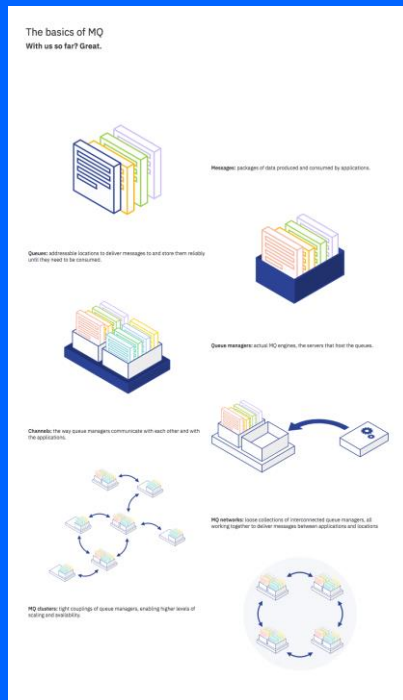 The basics of MQ
With us so far? Great.
Messages: packages of data produced and consumed by applications.
Queues: addressable locations to deliver messages to and store them reliably
until they need to be consumed.
Queue managers: actual MQ engines, the servers that host the queues.
Channels: the way queue managers communicate with each other and with
the applications.
MQ networks: loose collections of interconnected queue managers, all
working together to deliver messages between applications and locations
MQ clusters: tight couplings of queue managers, enabling higher levels of
scaling and availability.